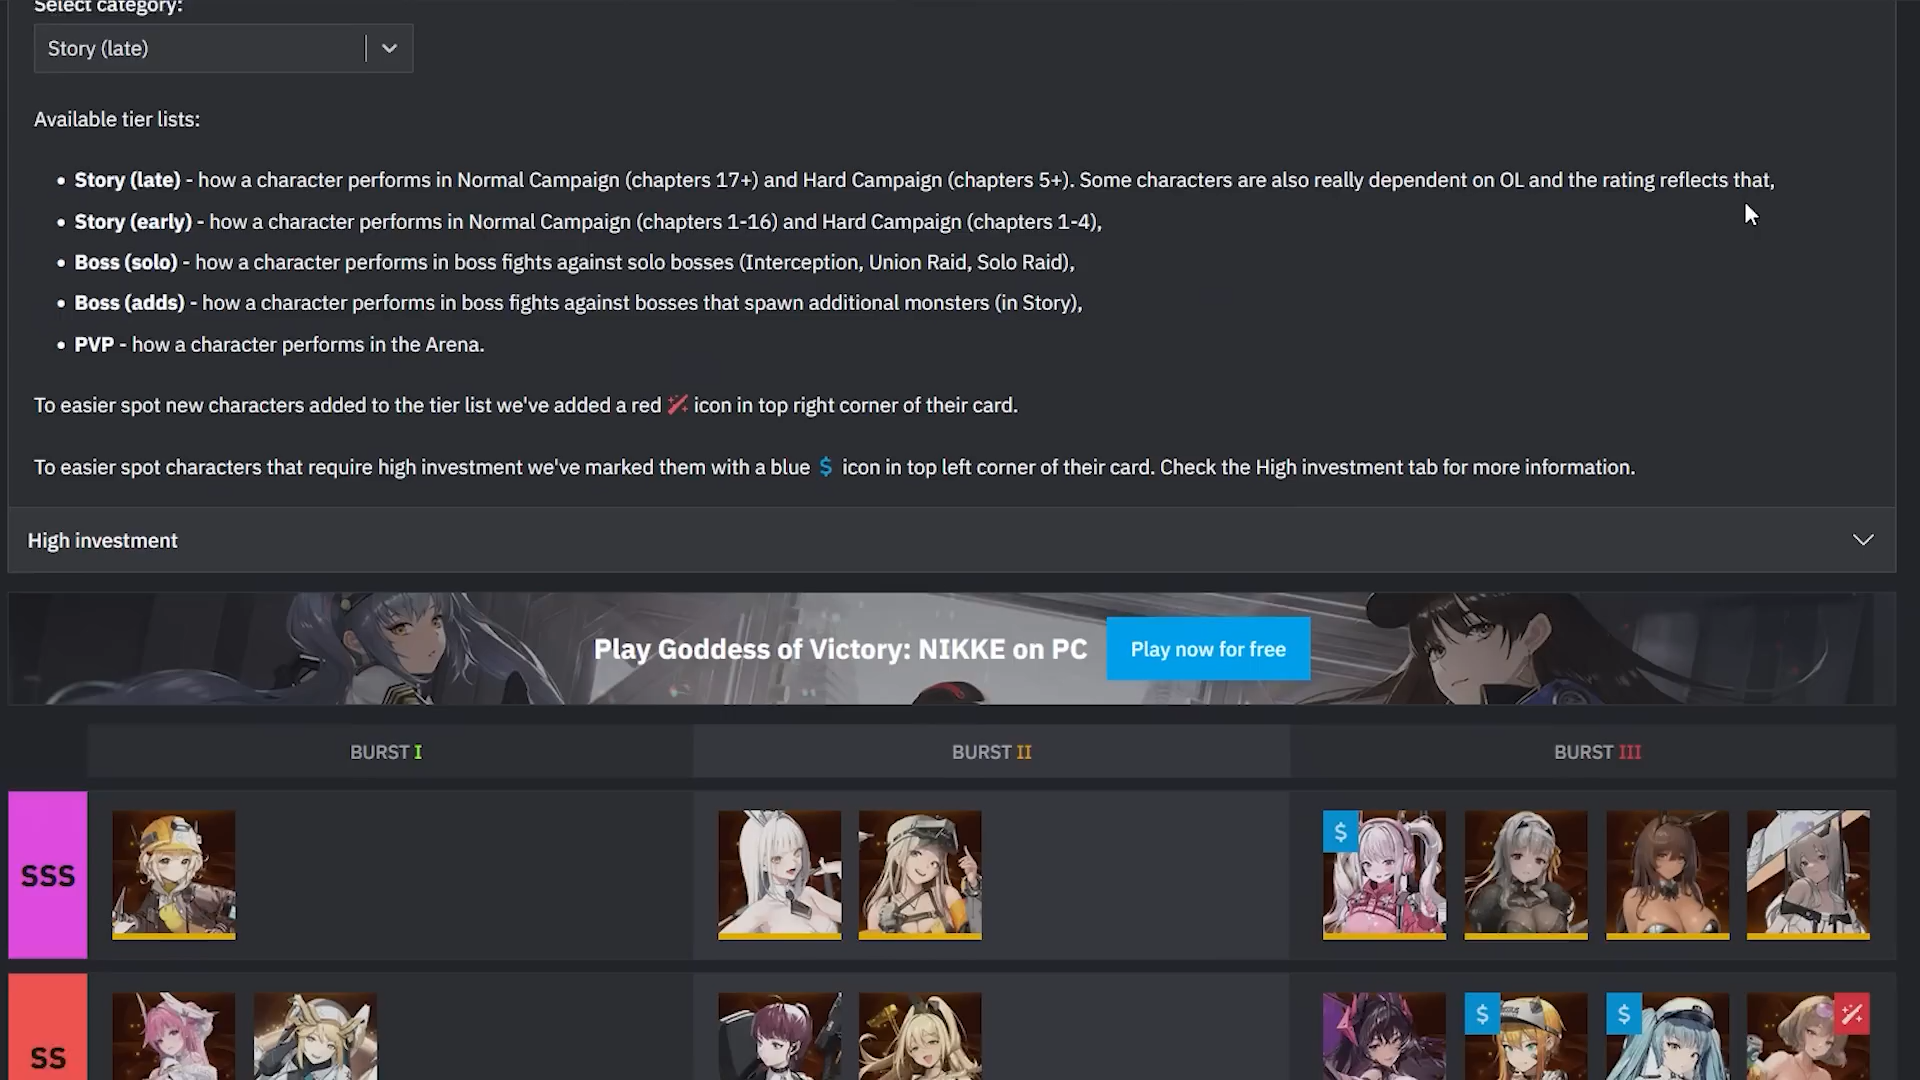 Select category:
Story (late)
Available tier lists:
• Story (late) - how a character performs in Normal Campaign (chapters 17+) and Hard Campaign (chapters 5+). Some characters are also really dependent on OL and the rating reflects that,
• Story (early) - how a character performs in Normal Campaign (chapters 1-16) and Hard Campaign (chapters 1-4),
• Boss (solo) - how a character performs in boss fights against solo bosses (Interception, Union Raid, Solo Raid),
• Boss (adds) - how a character performs in boss fights against bosses that spawn additional monsters (in Story),
• PVP - how a character performs in the Arena.
To easier spot new characters added to the tier list we've added a red icon in top right corner of their card.
To easier spot characters that require high investment we've marked them with a blue $ icon in top left corner of their card. Check the High investment tab for more information.
High investment
Play Goddess of Victory: NIKKE on PC
Play now for free
BURST I
BURST II
BURST III
SSS
$
SS
$
$